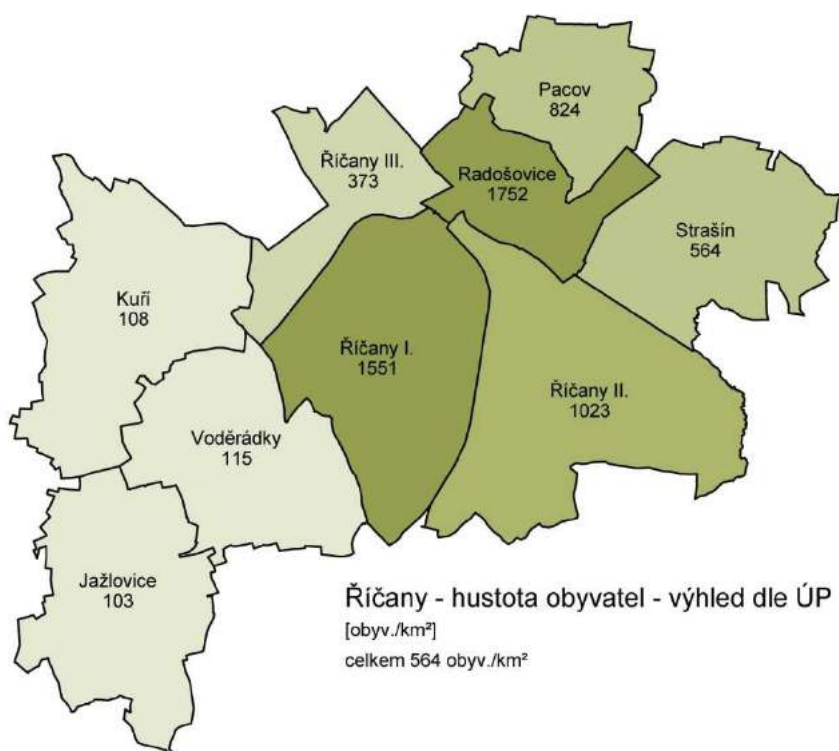 Pacov
824
Říčany III.
373
Radošovice
1752
Strašín
564
Kuří
108
Říčany I.
1551
Říčany II.
1023
Voděrádky
115
Jažlovice
103
Říčany - hustota obyvatel - výhled dle ÚP
[obyv./km²]
celkem 564 obyv./km²